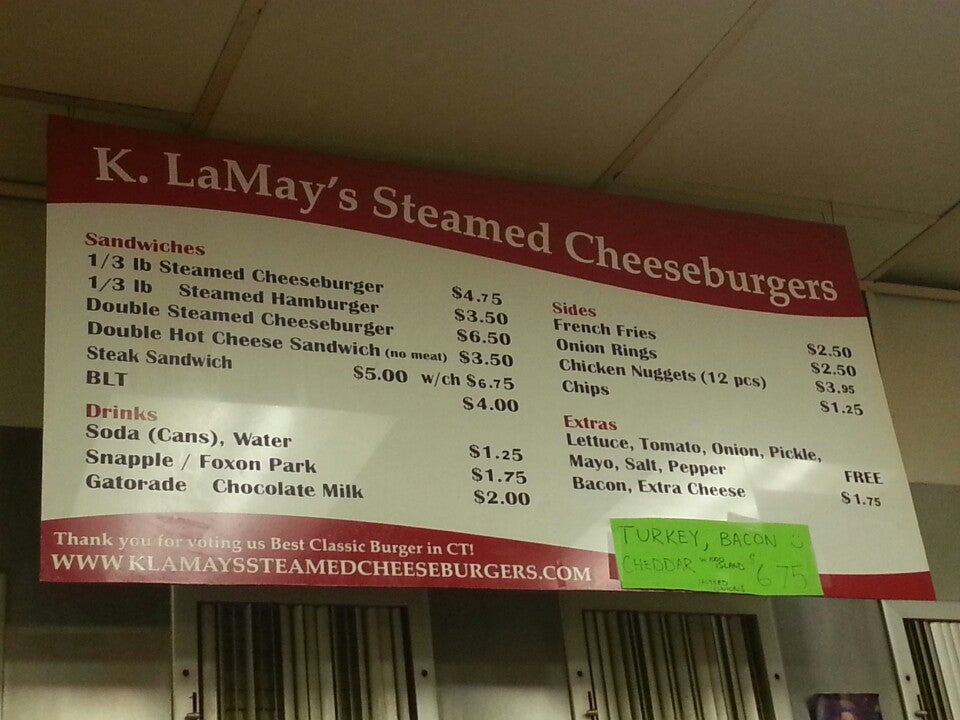 K. LaMay's Steamed Cheeseburgers
Sandwiches
1/3 lb Steamed Cheeseburger $4.75
1/3 lb Steamed Hamburger $3.50
Double Steamed Cheeseburger $6.50
Double Hot Cheese Sandwich (no meat) $3.50
Steak Sandwich $5.00 w/ch $6.75
BLT $4.00
Drinks
Soda (Cans), Water $1.25
Snapple / Foxon Park $1.75
Gatorade Chocolate Milk $2.00
Sides
French Fries $2.50
Onion Rings $2.50
Chicken Nuggets (12 pcs) $3.95
Chips $1.25
Extras
Lettuce, Tomato, Onion, Pickle,
Mayo, Salt, Pepper FREE
Bacon, Extra Cheese $1.75
Thank you for voting us Best Classic Burger in CT!
WWW.KLAMAYSSTEAMEDCHEESEBURGERS.COM
TURKEY, BACON
CHEDDAR w 1000 ISLAND $6.75